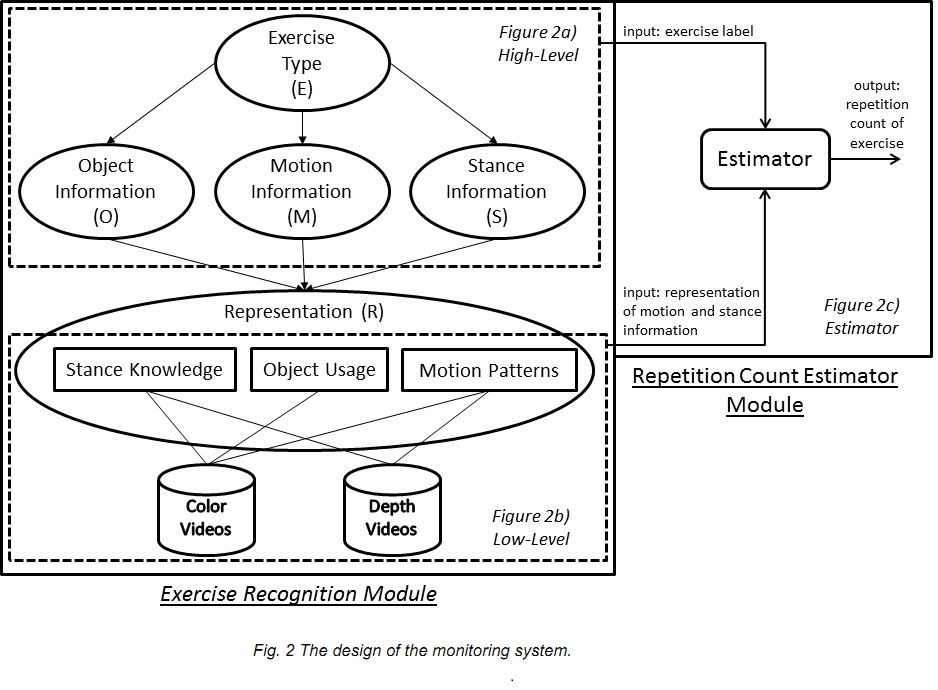 Figure 2a)
High-Level
Exercise
Type
(E)
Object
Information
(O)
Motion
Information
(M)
Stance
Information
(S)
Representation (R)
Stance Knowledge
Object Usage
Motion Patterns
Color
Videos
Depth
Videos
Figure 2b)
Low-Level
Exercise Recognition Module
input: exercise label
Estimator
output:
repetition
count of
exercise
input: representation
of motion and stance
information
Figure 2c)
Estimator
Repetition Count Estimator
Module
Fig. 2 The design of the monitoring system.